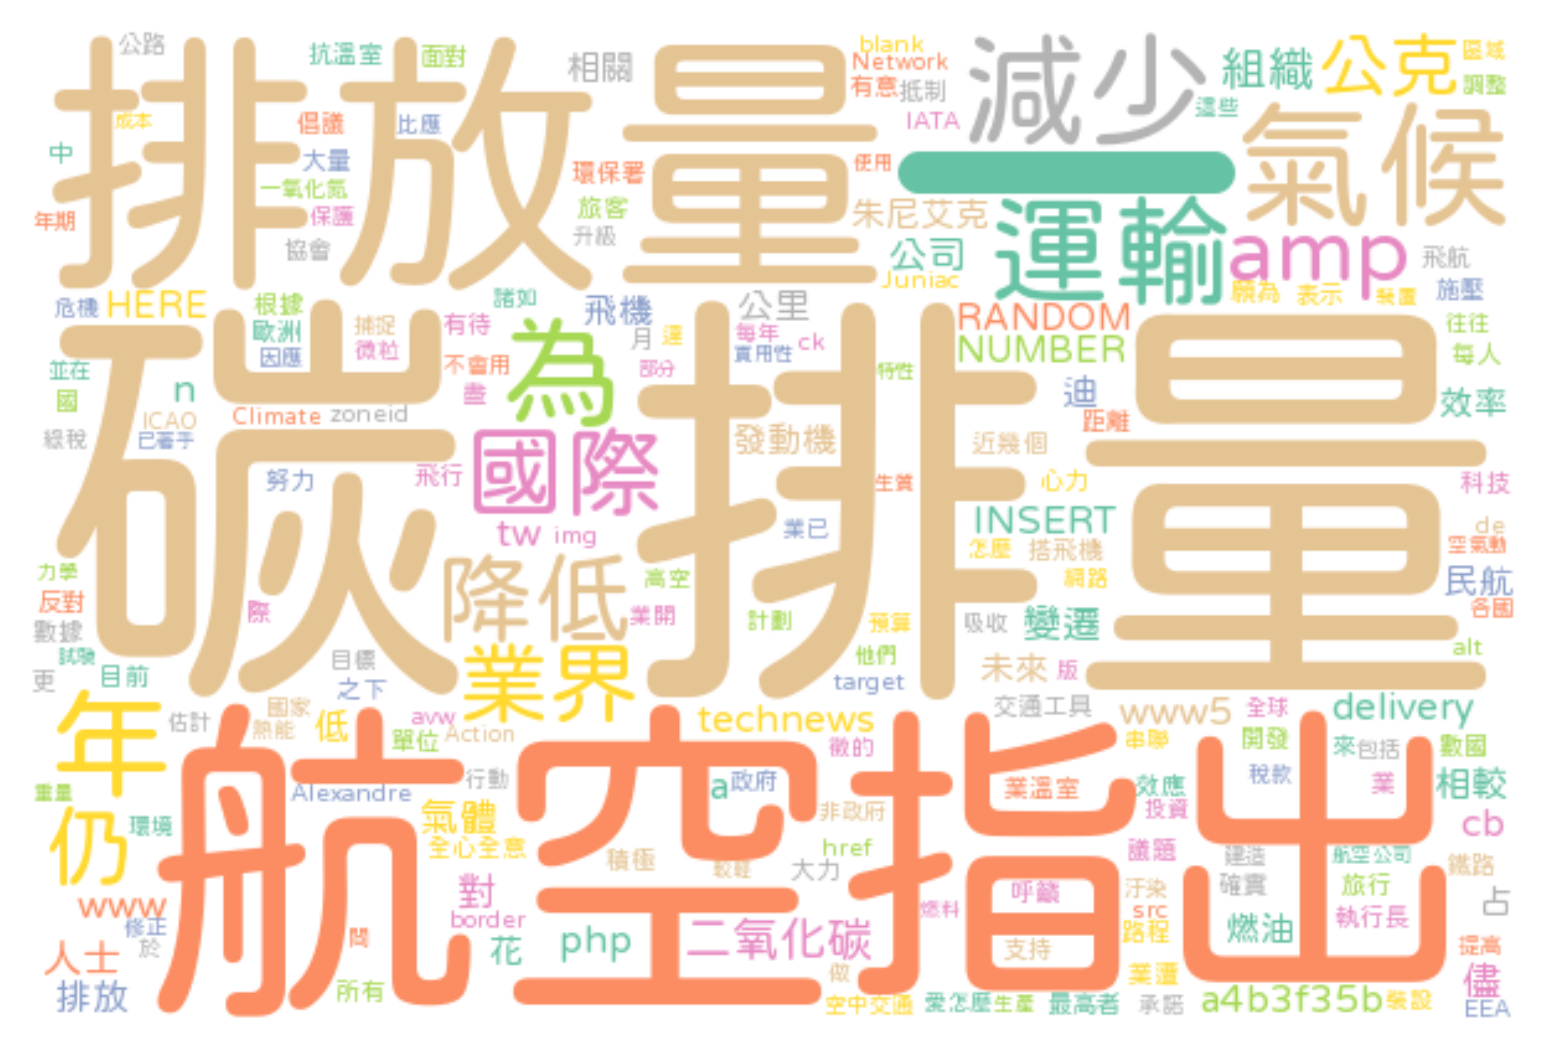 公路
抗溫室
面對
相關
blank
Network
減少
組織
公克
區域
調整
排放量
有意
抵制
這些
成本
倡議
比應
IATA
氣候
中
大量
環保署
使用
一
一氧化氮
年期
保護
旅客
朱尼艾克
運輸
amp
協會
升級
公司
飛航
Juniac
願為
表示
裝置
施壓
危機
HERE
根據
諸如
飛機
公里
RANDOM
歐洲
捕捉
有待
月
達
每年
ck
NUMBER
往往
因應
微粒
為
實用性
每人
並在
不會用
部分
特性
迪
碳排量
國
n
盡
效率
ICAO
Climate
zoneid
距離
綠稅
已著手
國際
發動機
近幾個
努力
飛行
生質
心力
科技
tw
img
業已
INSERT
de
怎麼
搭飛機
空氣動
力學
降低
高空
網路
民航
反對
際
業開
計劃
預算
吸收
變遷
各國
數據
試驗
目標
業界
他們
alt
更
目前
之下
target
未來
版
年
估計
國家
熱能
低
avw
Action
單位
technews
交通工具
www5
全球
delivery
徽的
串聯
開發
來
包括
數國
航空指出
重量
Alexandre
行動
a
政府
業溫室
效應
稅款
業
相較
仍
環境
氣體
非政府
投資
cb
全心全意
積極
較輕
href
大力
議題
建造
航空公司
鐵路
www
對
呼籲
汙染
確實
旅行
占
修正
border
燃料
src
執行長
於
問
花
php
二氧化碳
支持
路程
燃油
人士
提高
排放
所有
做
業遭
儘
空中交通
愛怎麼
生產
最高者
承諾
a4b3f35b
裝設
EEA